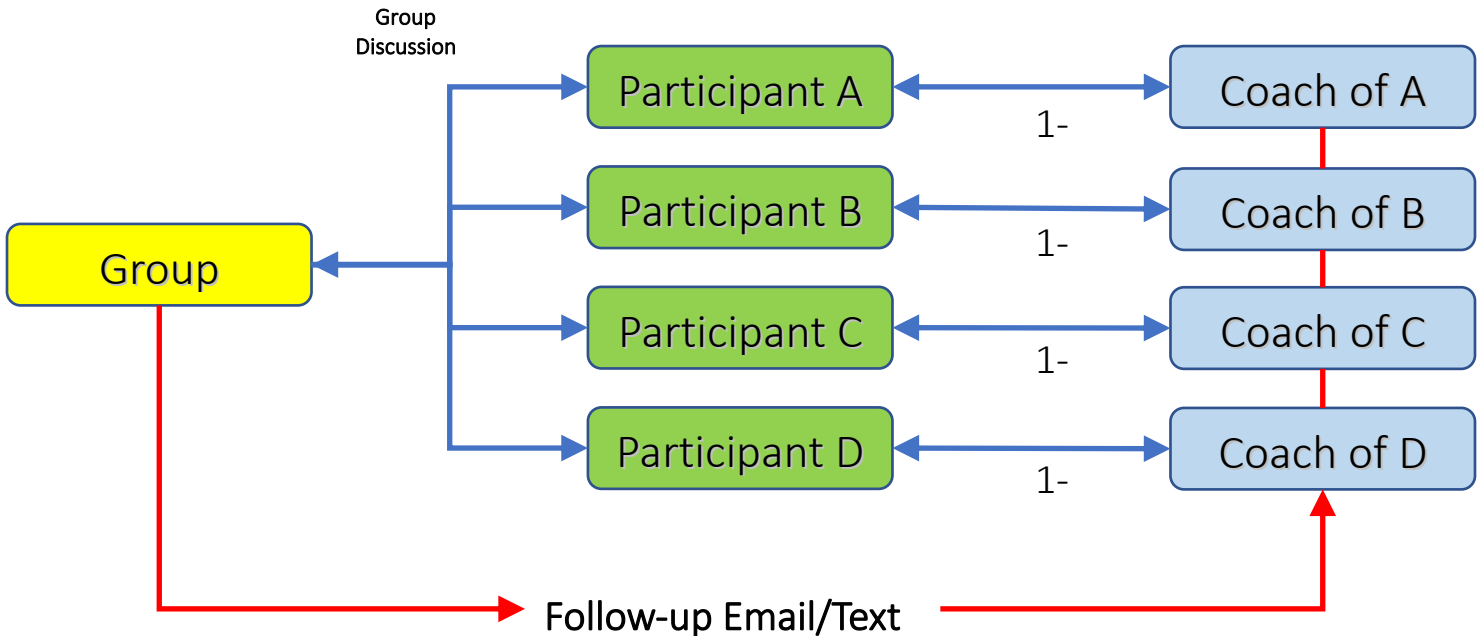 Group
Discussion
Participant A
Coach of A
1-
Participant B
Coach of B
1-
Group
Participant C
Coach of C
1-
Participant D
Coach of D
1-
Follow-up Email/Text